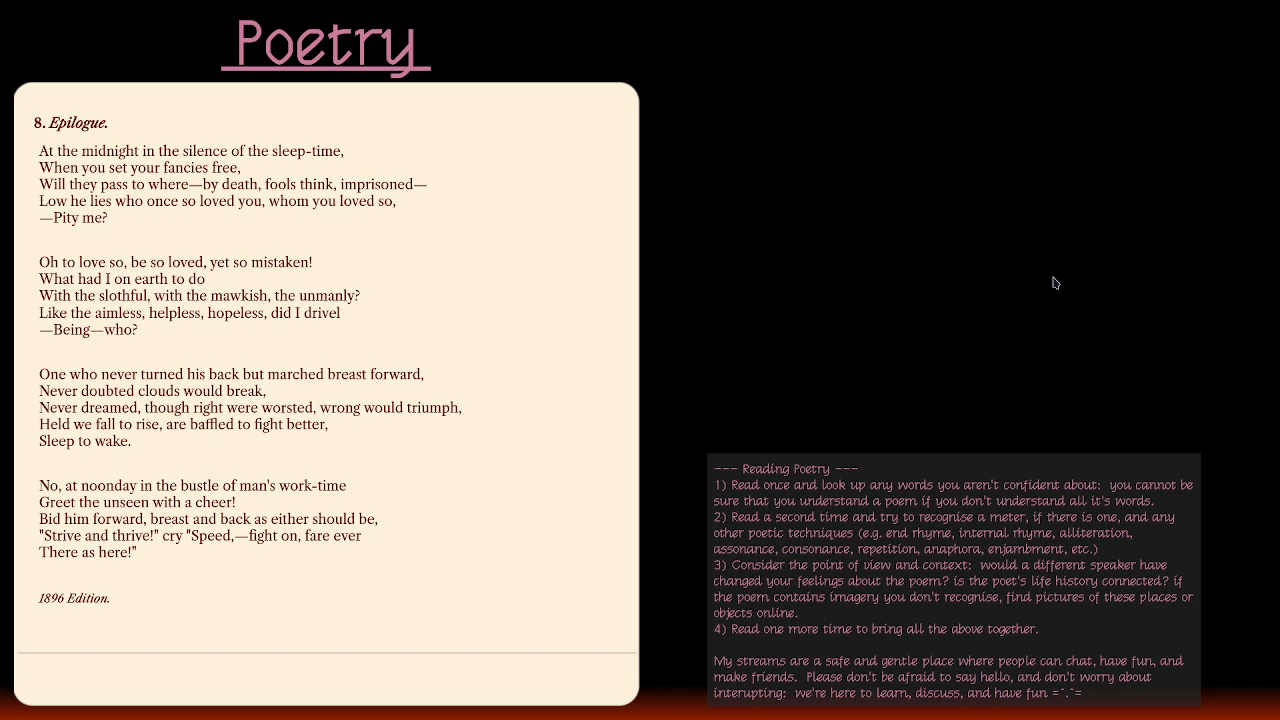 Poetry
8. Epilogue.
At the midnight in the silence of the sleep-time,
When you set your fancies free,
Will they pass to where—by death, fools think, imprisoned—
Low he lies who once so loved you, whom you loved so,
—Pity me?
Oh to love so, be so loved, yet so mistaken!
What had I on earth to do
With the slothful, with the mawkish, the unmanly?
Like the aimless, helpless, hopeless, did I drivel
—Being—who?
One who never turned his back but marched breast forward,
Never doubted clouds would break,
Never dreamed, though right were worsted, wrong would triumph,
Held we fall to rise, are baffled to fight better,
Sleep to wake.
No, at noonday in the bustle of man's work-time
Greet the unseen with a cheer!
Bid him forward, breast and back as either should be,
"Strive and thrive!" cry "Speed,—fight on, fare ever
There as here!"
1896 Edition.
--- Reading Poetry ---
1) Read once and look up any words you aren't confident about:  you cannot be
sure that you understand a poem if you don't understand all it's words.
2) Read a second time and try to recognise a meter, if there is one, and any
other poetic techniques (e.g. end rhyme, internal rhyme, alliteration,
assonance, consonance, repetition, anaphora, enjambment, etc.)
3) Consider the point of view and context:  would a different speaker have
changed your feelings about the poem? is the poet's life history connected? if
the poem contains imagery you don't recognise, find pictures of these places or
objects online.
4) Read one more time to bring all the above together.
My streams are a safe and gentle place where people can chat, have fun, and
make friends.  Please don't be afraid to say hello, and don't worry about
interupting:  we're here to learn, discuss, and have fun =^.^=